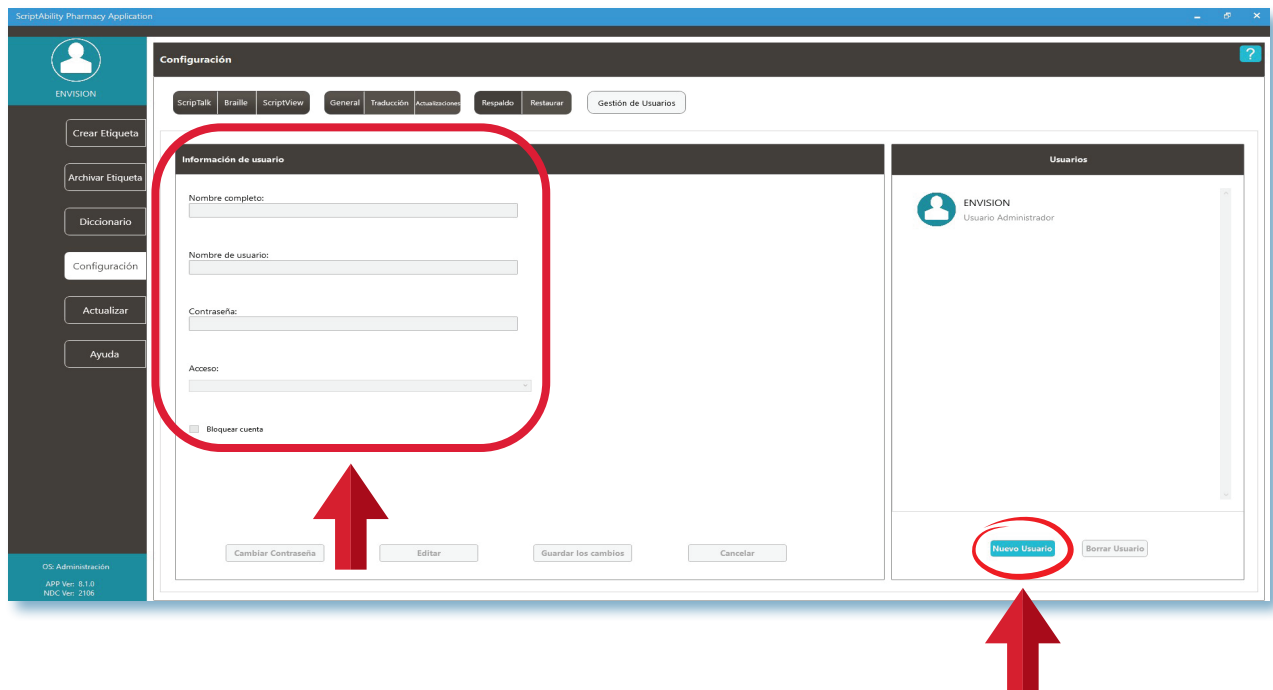 ScriptAbility Pharmacy Application
ENVISION
Crear Etiqueta
Archivar Etiqueta
Diccionario
Configuración
Actualizar
Ayuda
OS: Administración
APP Ver: 8.1.0
NDC Ver: 2106
Configuración
?
ScripTalk Braille ScriptView General Traducción Actualizaciones Respaldo Restaurar Gestión de Usuarios
Información de usuario
Nombre completo:
Nombre de usuario:
Contraseña:
Acceso:
Bloquear cuenta
Cambiar Contraseña Editar Guardar los cambios Cancelar
Usuarios
ENVISION
Usuario Administrador
Nuevo Usuario Borrar Usuario